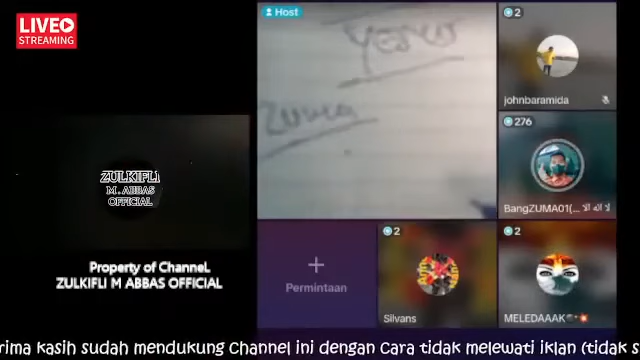 LIVE
STREAMING
Host
2
johnbaramida
276
BangZUMA01(...
ZULKIFLI
M. ABBAS
OFFICIAL
Property of Channel
ZULKIFLI M ABBAS OFFICIAL
+
Permintaan
2
Silvans
2
MELEDAAAK
rima kasih sudah mendukung Channel ini dengan Cara tidak melewati iklan (tidak s